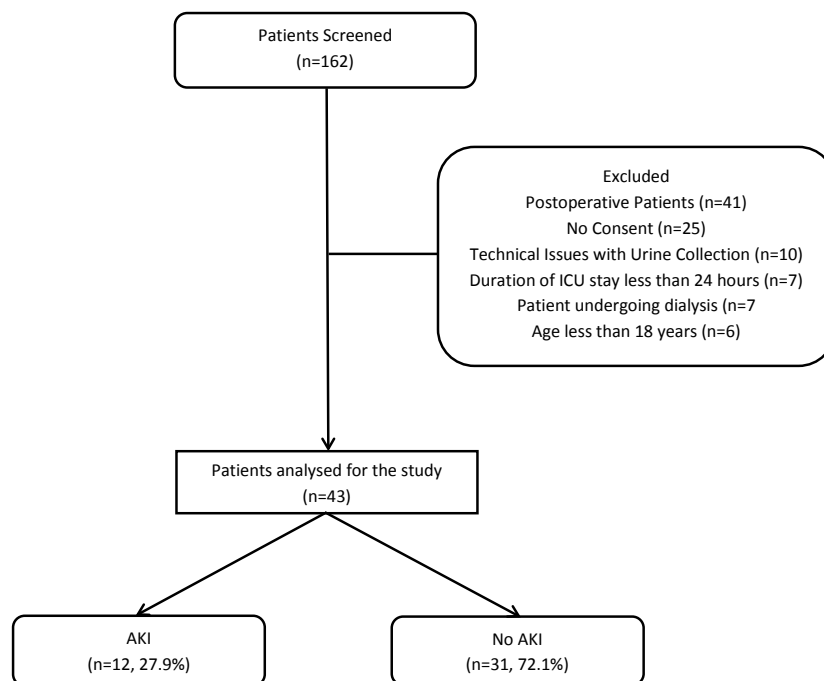 Patients Screened
(n=162)
Excluded
Postoperative Patients (n=41)
No Consent (n=25)
Technical Issues with Urine Collection (n=10)
Duration of ICU stay less than 24 hours (n=7)
Patient undergoing dialysis (n=7
Age less than 18 years (n=6)
Patients analysed for the study
(n=43)
AKI
(n=12, 27.9%)
No AKI
(n=31, 72.1%)